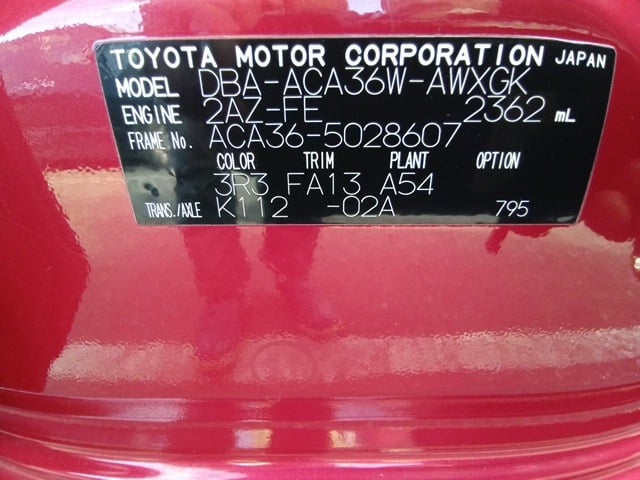 TOYOTA MOTOR CORPORATION JAPAN
MODEL DBA-ACA36W-AWXGK
ENGINE 2AZ-FE 2362 mL
FRAME No. ACA36-5028607
COLOR TRIM PLANT OPTION
3R3 FA13 A54
TRANS./AXLE K112 -02A 795